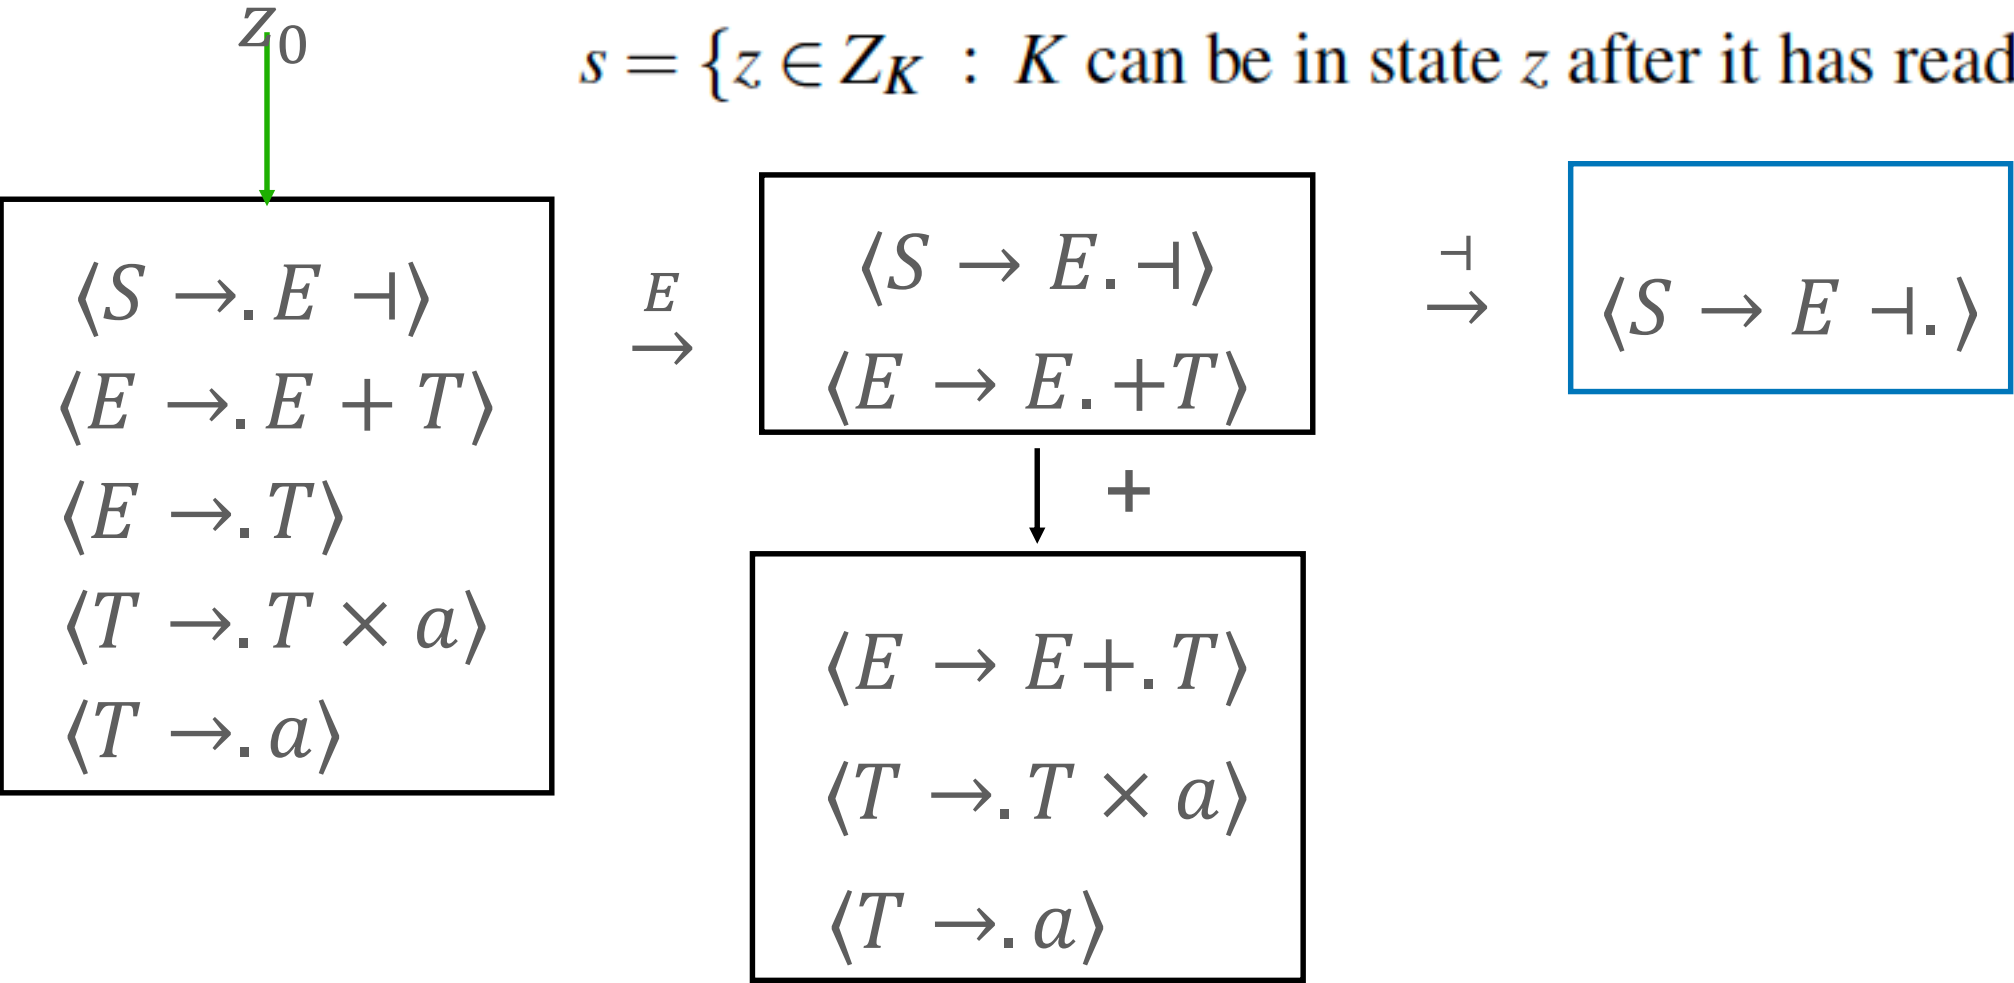 z₀
s = {z ∈ Z_K : K can be in state z after it has read
⟨S →. E ⊣⟩
⟨E →. E + T⟩
⟨E →. T⟩
⟨T →. T × a⟩
⟨T →. a⟩
E
→
⟨S → E. ⊣⟩
⟨E → E. +T⟩
⊣
→
⟨S → E ⊣. ⟩
+
⟨E → E+. T⟩
⟨T →. T × a⟩
⟨T →. a⟩